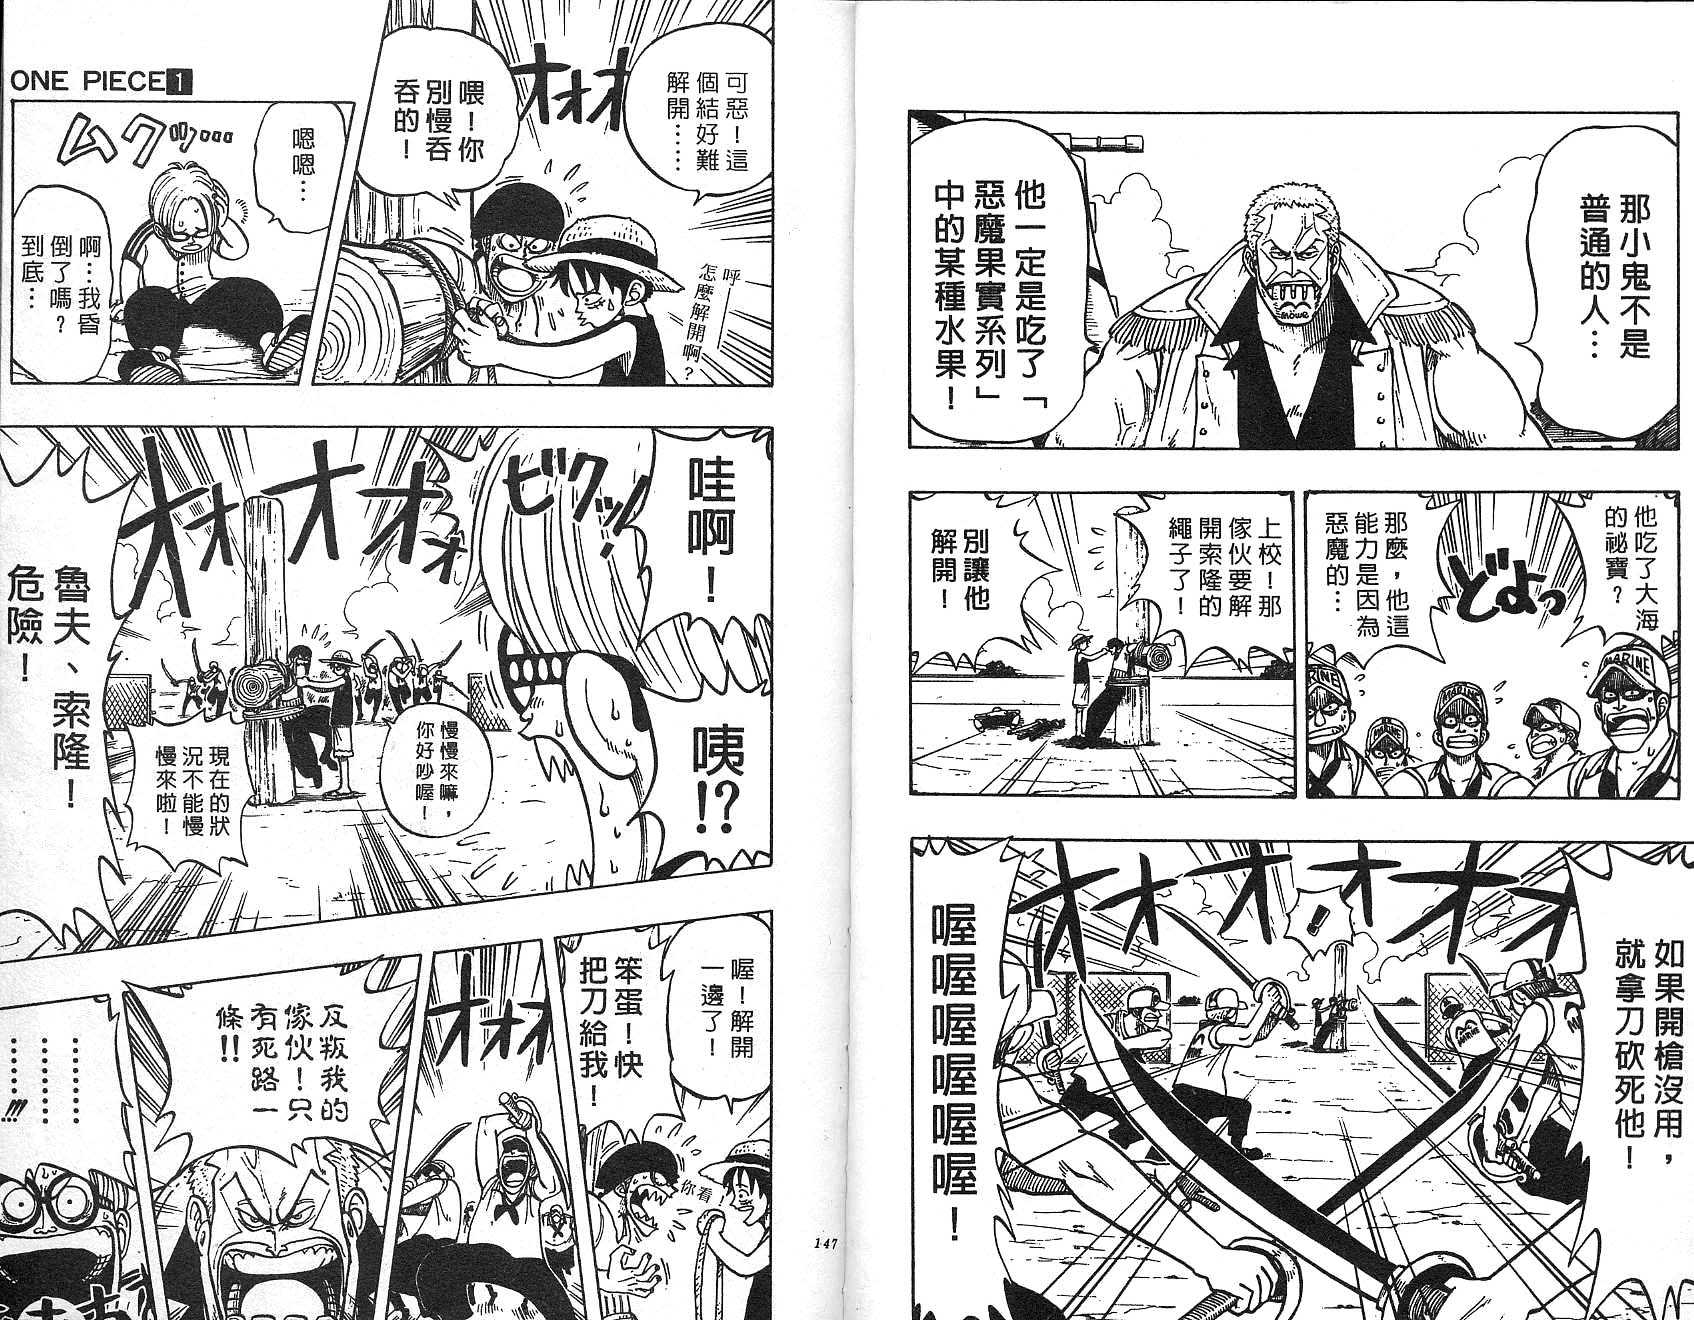 那小鬼不是
普通的人…
他一定是吃了「
惡魔果實系列」
中的某種水果！
möwe
他吃了大海
的祕寶？
那麼，他這
能力是因為
惡魔的…
どよっ
MARINE
MARINE
MARINE
上校！那
傢伙要解
開索隆的
繩子了！
別讓他
解開！
如果開槍沒用，
就拿刀砍死他！
オオオオオ
！
喔喔喔喔喔喔！
147
ONE PIECE 1
可惡！這
個結好難
解開……
オオオ
喂！你
別慢吞
吞的！
呼—
怎麼解開啊？
嗯嗯…
ムクッ…
啊…我昏
倒了嗎？
到底…
哇啊！
咦!?
ビクッ!
オオオオオ
慢慢來嘛，
你好吵喔！
現在的狀
況不能慢
慢來啦！
魯夫、索隆！
危險！
喔！解開
一邊了！
笨蛋！快
把刀給我！
你看！
オオオ
反叛我的
傢伙！只
有死路一
條!!
………
………!!!